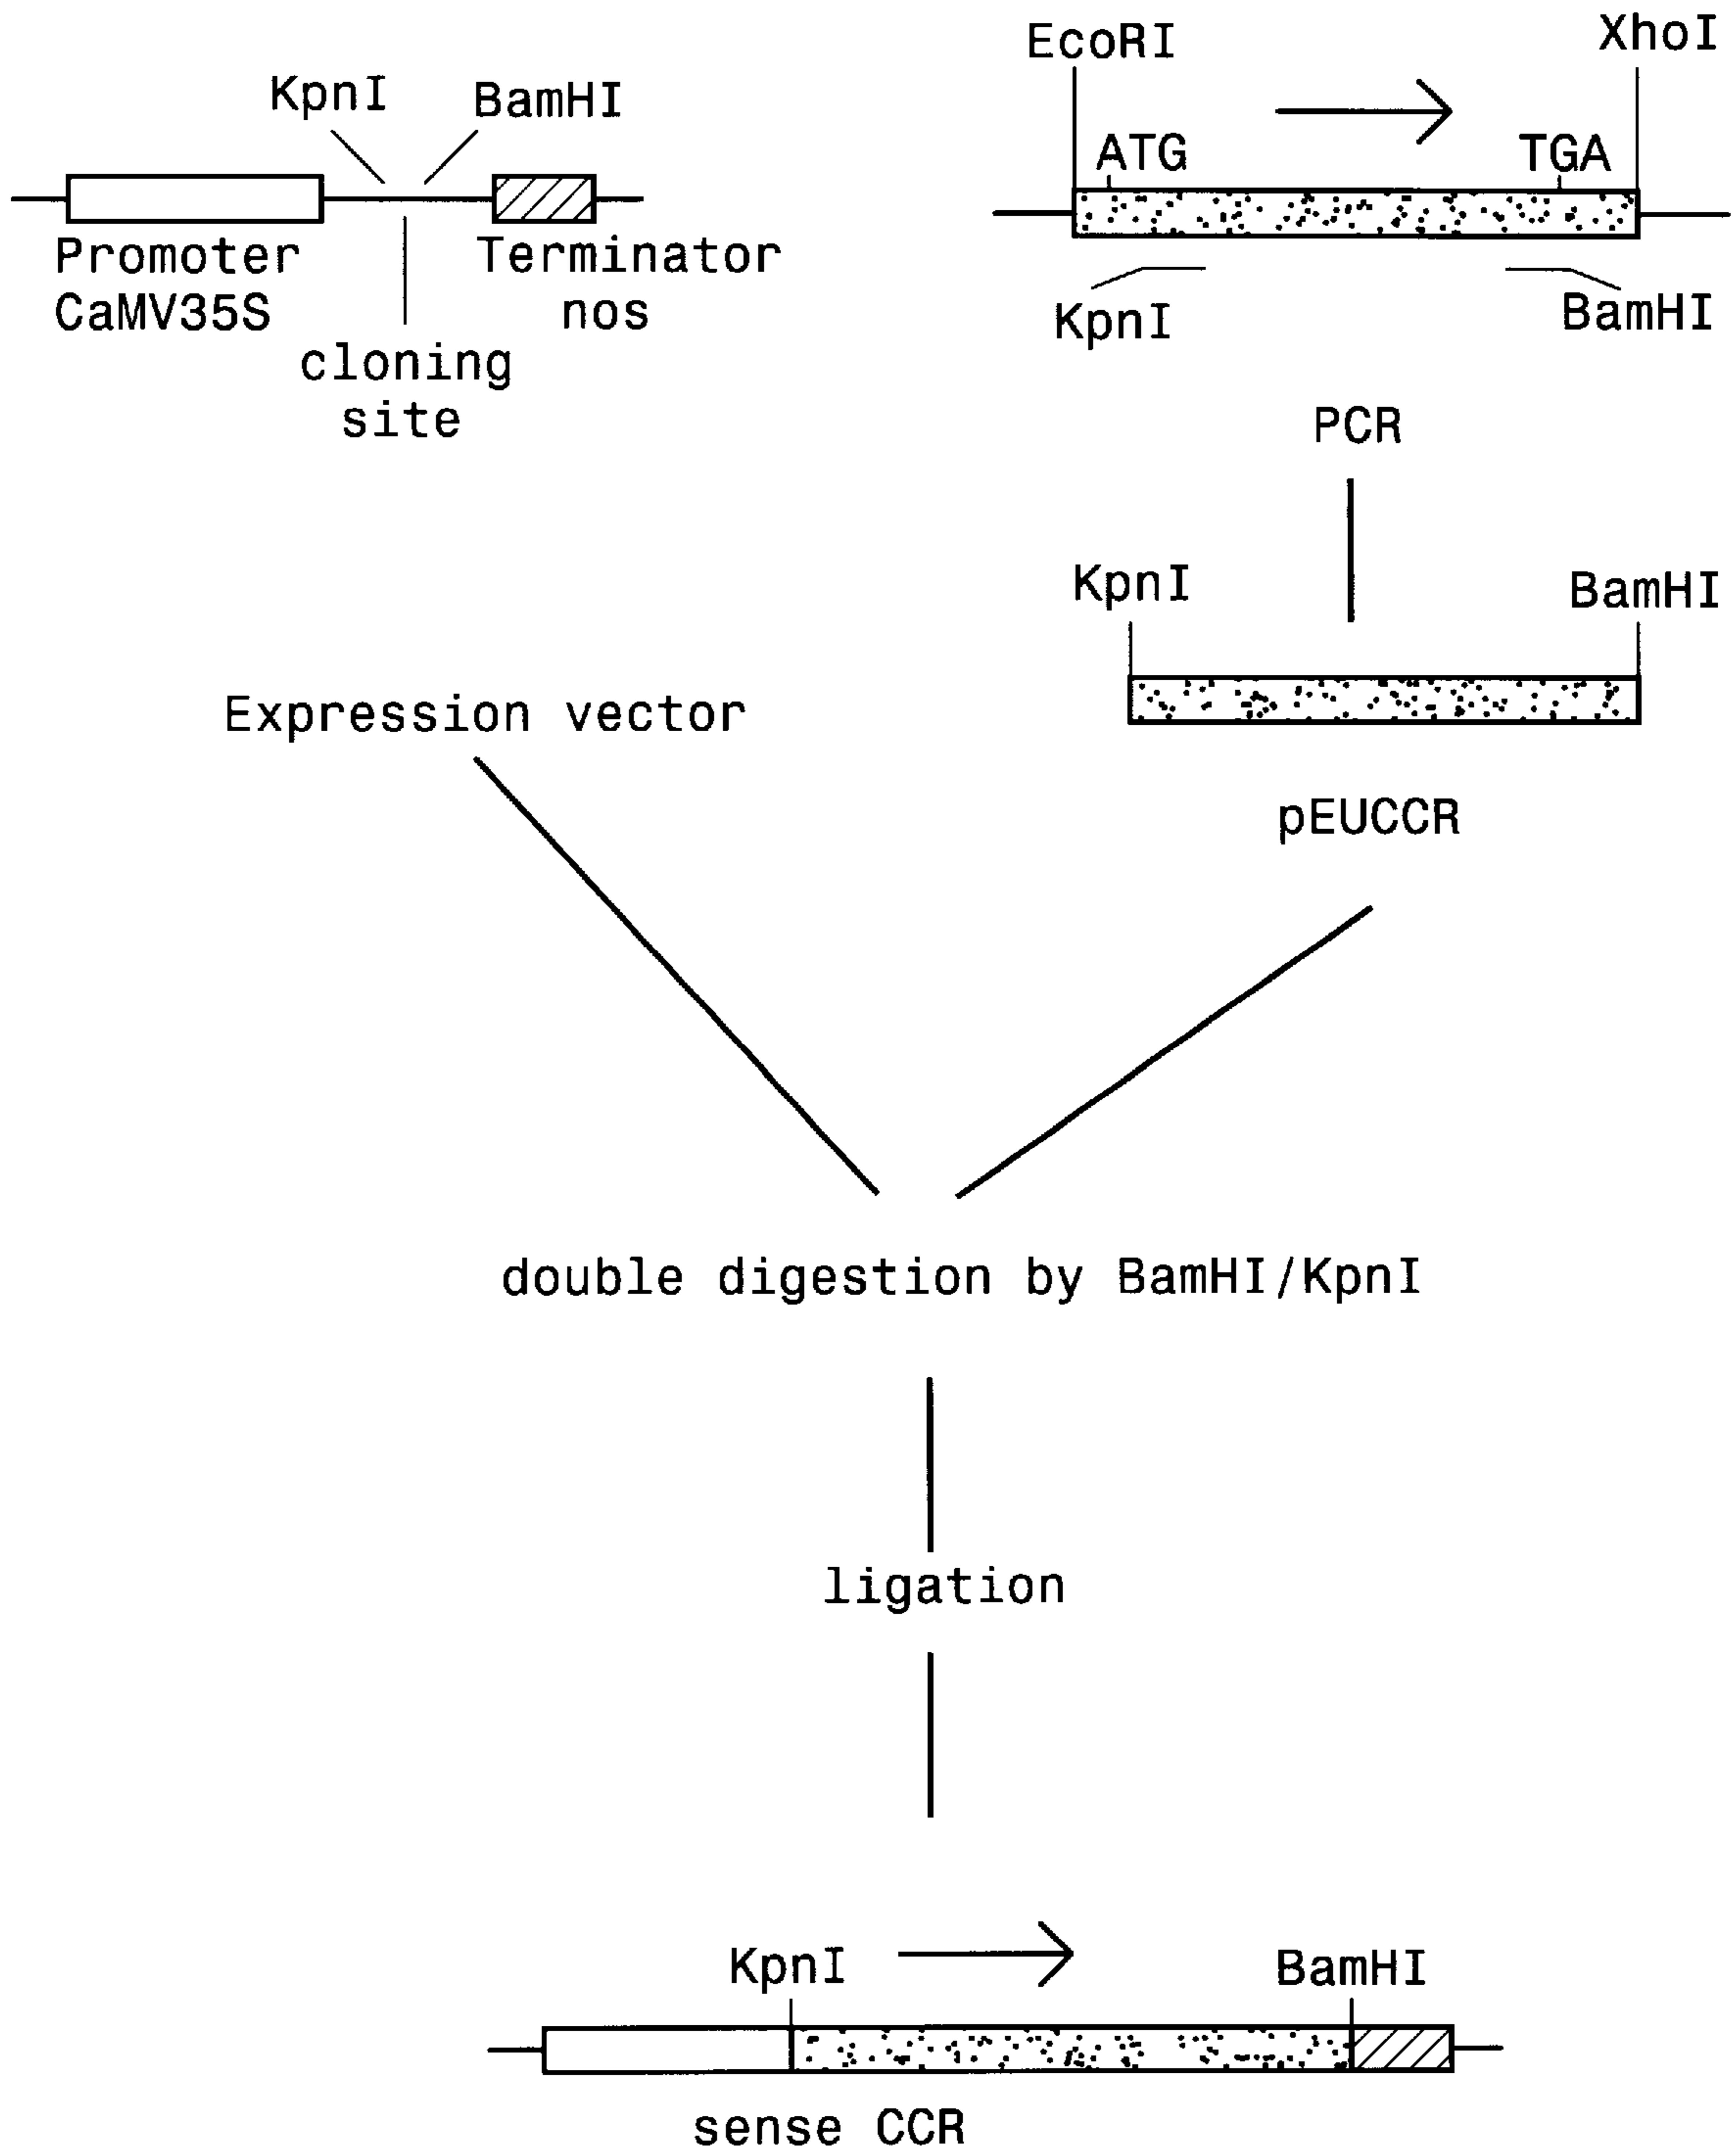 KpnI BamHI
Promoter CaMV35S
Terminator nos
cloning site
EcoRI XhoI
ATG TGA
KpnI BamHI
PCR
KpnI BamHI
pEUCCR
Expression vector
double digestion by BamHI/KpnI
ligation
KpnI BamHI
sense CCR